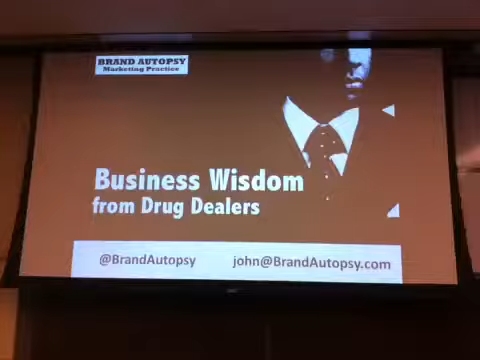 BRAND AUTOPSY
Marketing Practice
Business Wisdom
from Drug Dealers
@BrandAutopsy john@BrandAutopsy.com